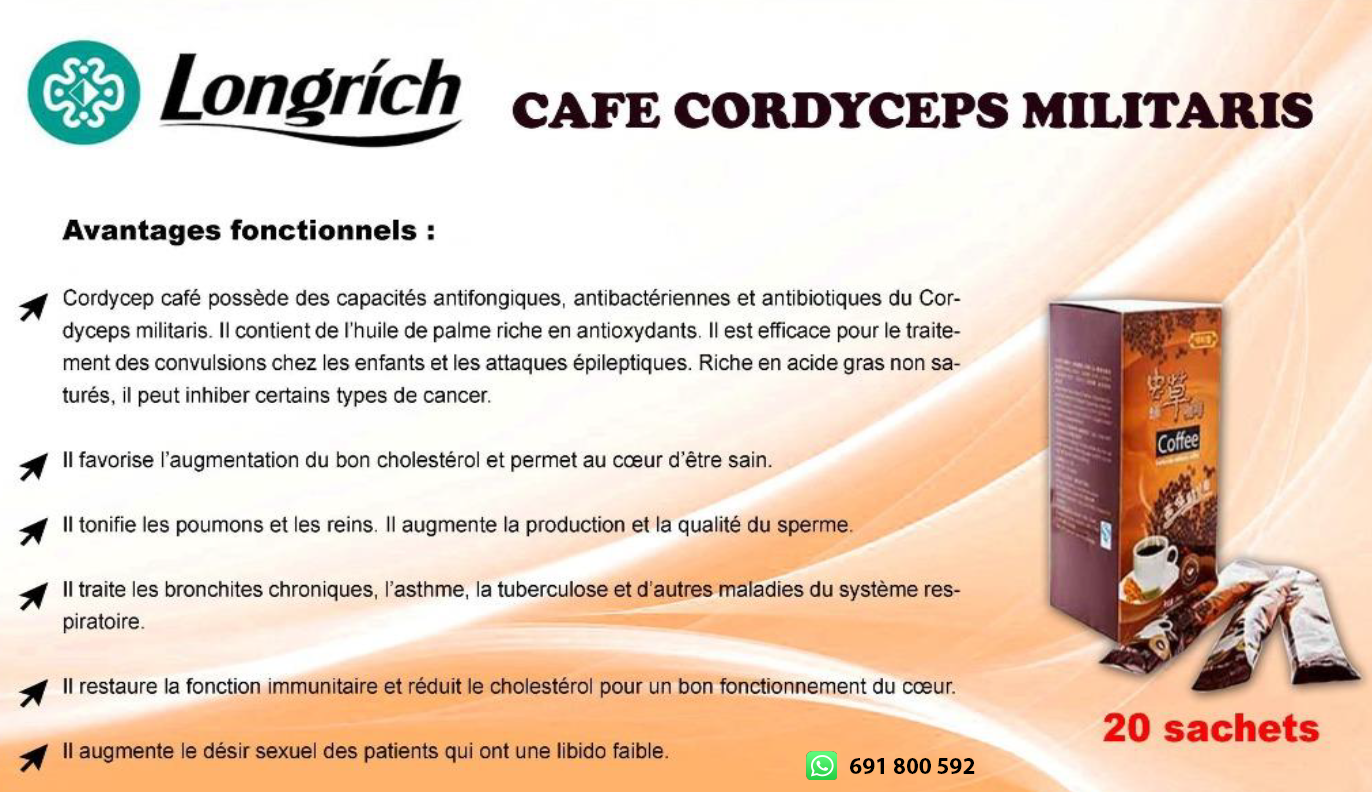 Longrích
CAFE CORDYCEPS MILITARIS
Avantages fonctionnels :
Cordycep café possède des capacités antifongiques, antibactériennes et antibiotiques du Cor-
dyceps militaris. Il contient de l'huile de palme riche en antioxydants. Il est efficace pour le traite-
ment des convulsions chez les enfants et les attaques épileptiques. Riche en acide gras non sa-
turés, il peut inhiber certains types de cancer.
Il favorise l'augmentation du bon cholestérol et permet au cœur d'être sain.
Il tonifie les poumons et les reins. Il augmente la production et la qualité du sperme.
Il traite les bronchites chroniques, l'asthme, la tuberculose et d'autres maladies du système res-
piratoire.
Il restaure la fonction immunitaire et réduit le cholestérol pour un bon fonctionnement du cœur.
Il augmente le désir sexuel des patients qui ont une libido faible.
虫草
Coffee
20 sachets
691 800 592